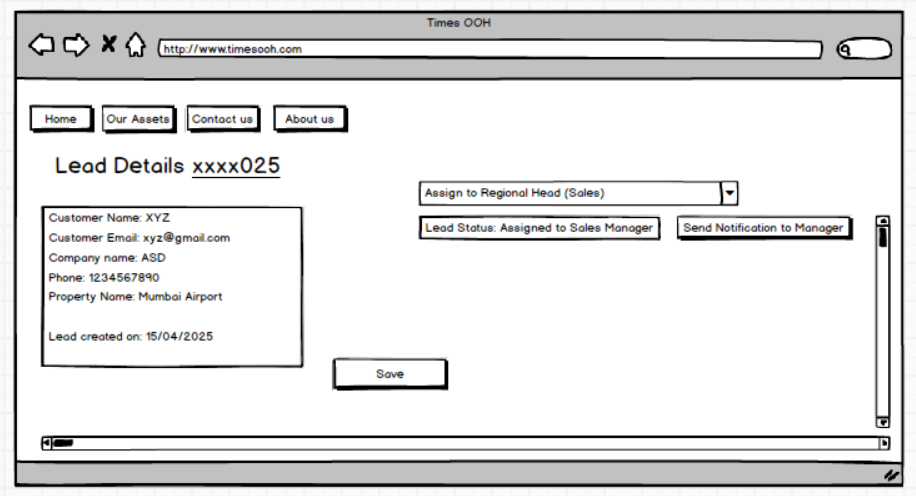 Times OOH
http://www.timesooh.com
Home
Our Assets
Contact us
About us
Lead Details xxxx025
Assign to Regional Head (Sales)
Customer Name: XYZ
Customer Email: xyz@gmail.com
Company name: ASD
Phone: 1234567890
Property Name: Mumbai Airport
Lead created on: 15/04/2025
Lead Status: Assigned to Sales Manager
Send Notification to Manager
Save